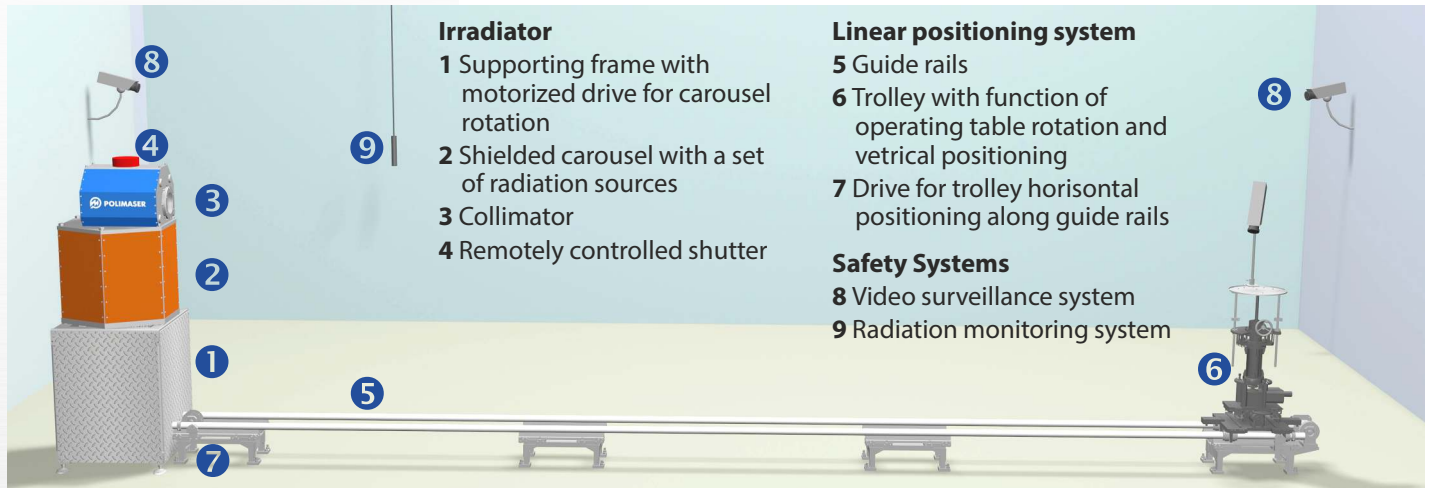 Irradiator
1 Supporting frame with
motorized drive for carousel
rotation
2 Shielded carousel with a set
of radiation sources
3 Collimator
4 Remotely controlled shutter
Linear positioning system
5 Guide rails
6 Trolley with function of
operating table rotation and
vetrical positioning
7 Drive for trolley horisontal
positioning along guide rails
Safety Systems
8 Video surveillance system
9 Radiation monitoring system
8
4
9
3
POLIMASER
2
1
5
7
8
6